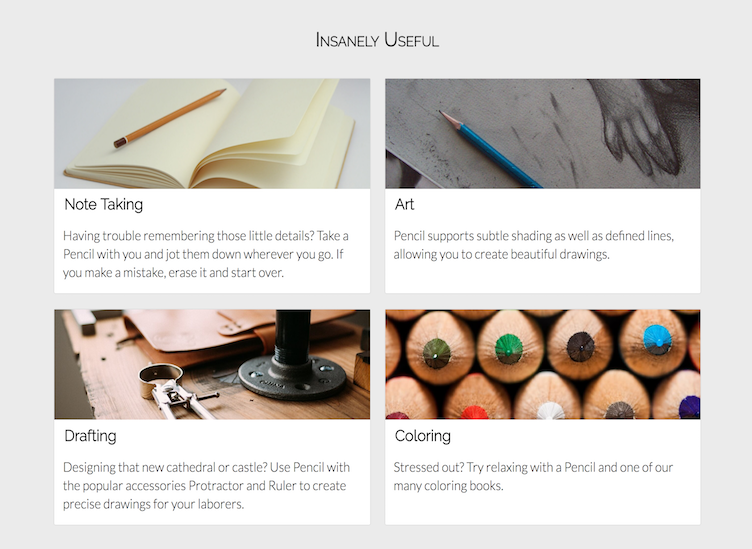 Insanely Useful
Note Taking
Having trouble remembering those little details? Take a
Pencil with you and jot them down wherever you go. If
you make a mistake, erase it and start over.
Art
Pencil supports subtle shading as well as defined lines,
allowing you to create beautiful drawings.
Drafting
Designing that new cathedral or castle? Use Pencil with
the popular accessories Protractor and Ruler to create
precise drawings for your laborers.
Coloring
Stressed out? Try relaxing with a Pencil and one of our
many coloring books.